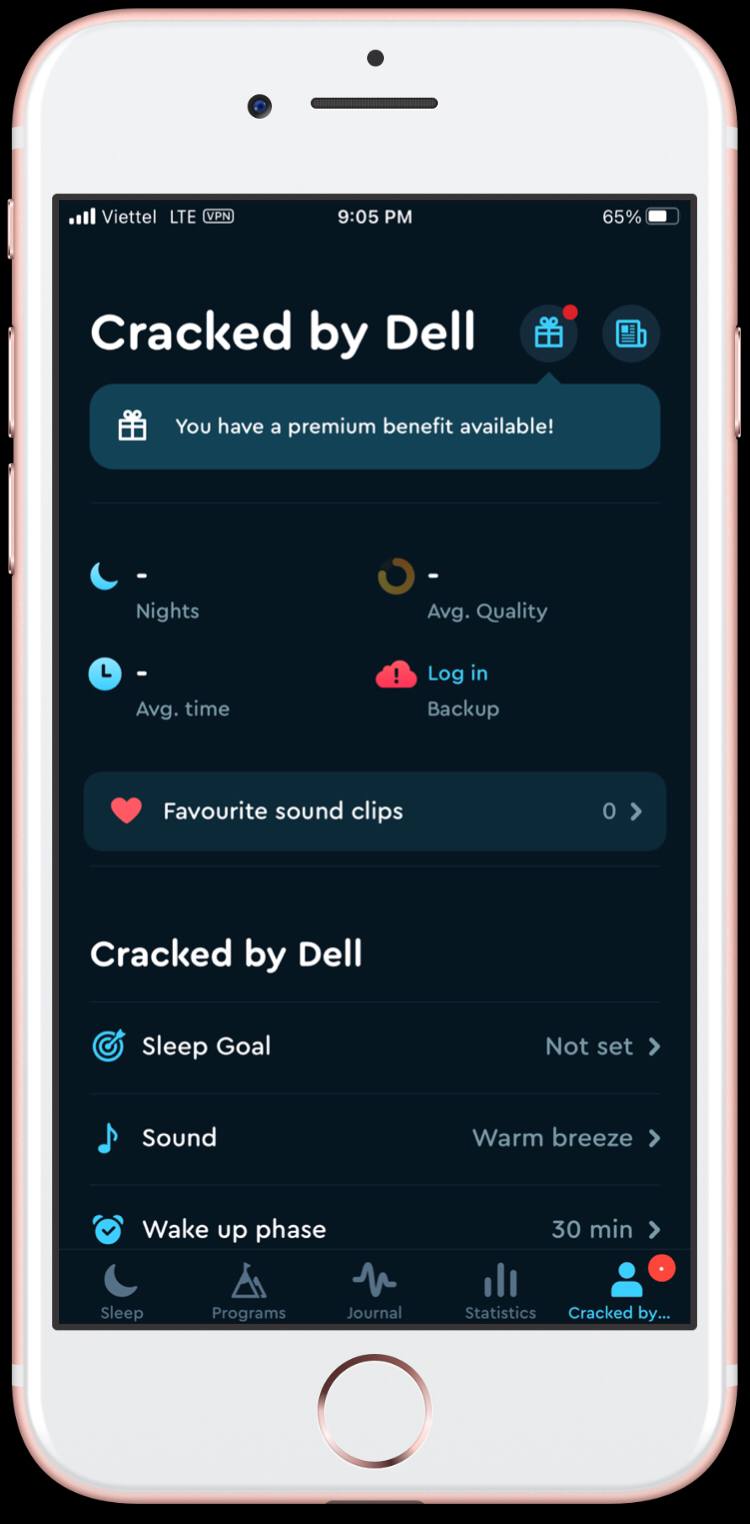 Viettel LTE VPN 9:05 PM 65%
Cracked by Dell
You have a premium benefit available!
- -
Nights Avg. Quality
- Log in
Avg. time Backup
Favourite sound clips 0
Cracked by Dell
Sleep Goal Not set
Sound Warm breeze
Wake up phase 30 min
Sleep Programs Journal Statistics Cracked by...